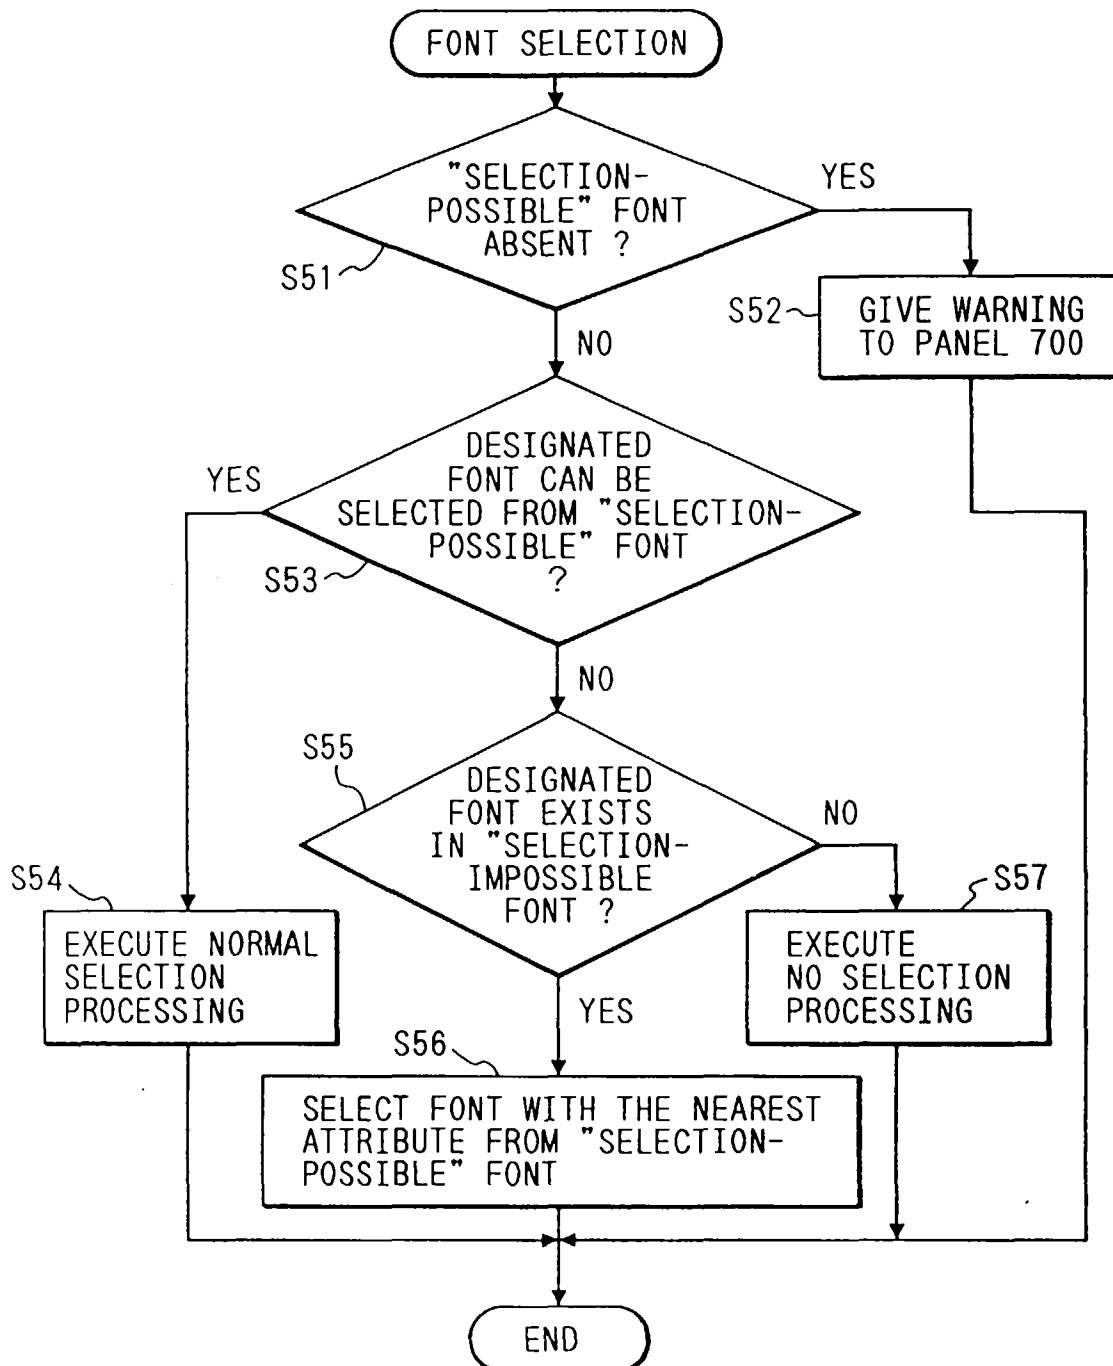 FONT SELECTION
"SELECTION-
POSSIBLE" FONT
ABSENT ?
YES
S51
S52
GIVE WARNING
TO PANEL 700
NO
DESIGNATED
FONT CAN BE
SELECTED FROM "SELECTION-
POSSIBLE" FONT
?
YES
S53
NO
S55
DESIGNATED
FONT EXISTS
IN "SELECTION-
IMPOSSIBLE
FONT ?
NO
S54
EXECUTE NORMAL
SELECTION
PROCESSING
S57
EXECUTE
NO SELECTION
PROCESSING
YES
S56
SELECT FONT WITH THE NEAREST
ATTRIBUTE FROM "SELECTION-
POSSIBLE" FONT
END